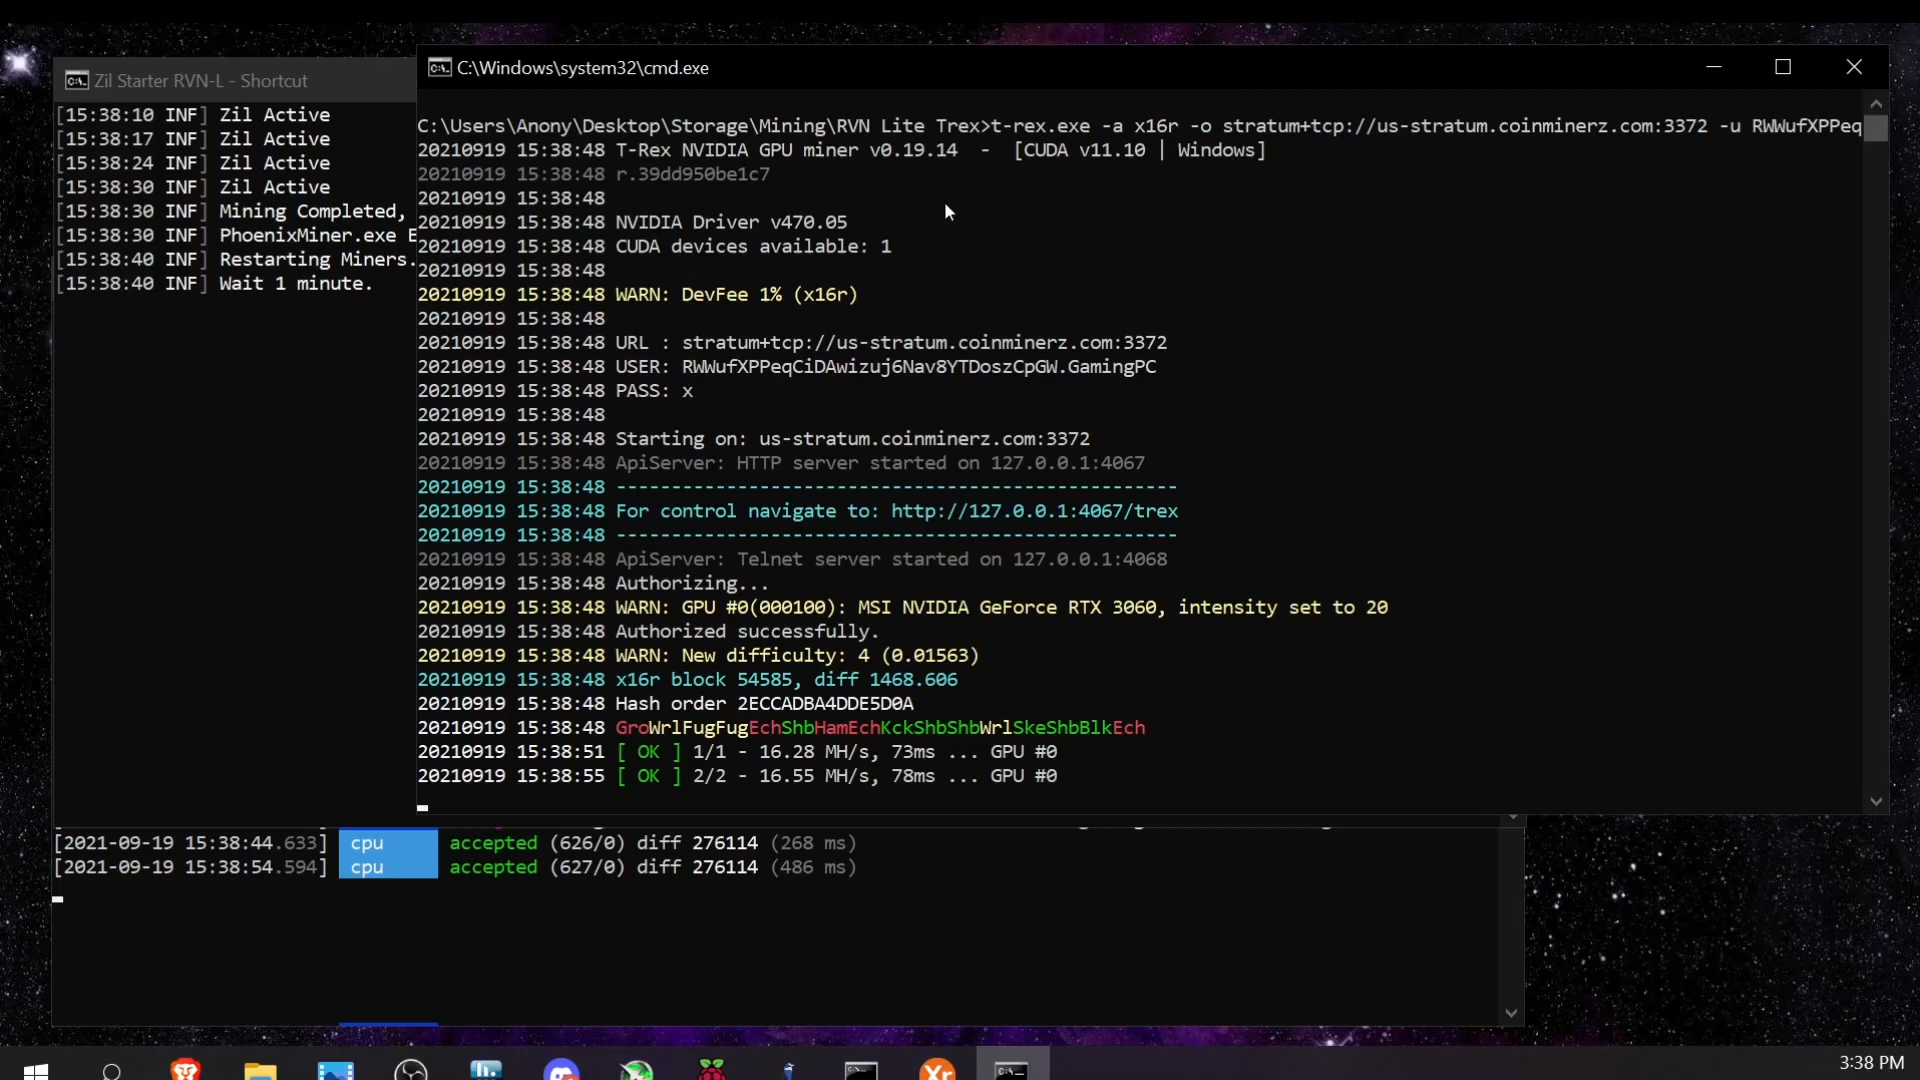 Zil Starter RVN-L - Shortcut
[15:38:10 INF] Zil Active
[15:38:17 INF] Zil Active
[15:38:24 INF] Zil Active
[15:38:30 INF] Zil Active
[15:38:30 INF] Mining Completed,
[15:38:30 INF] PhoenixMiner.exe E
[15:38:40 INF] Restarting Miners.
[15:38:40 INF] Wait 1 minute.
C:\Windows\system32\cmd.exe
C:\Users\Anony\Desktop\Storage\Mining\RVN Lite Trex>t-rex.exe -a x16r -o stratum+tcp://us-stratum.coinminerz.com:3372 -u RWWufXPPeq
20210919 15:38:48 T-Rex NVIDIA GPU miner v0.19.14 - [CUDA v11.10 | Windows]
20210919 15:38:48 r.39dd950be1c7
20210919 15:38:48
20210919 15:38:48 NVIDIA Driver v470.05
20210919 15:38:48 CUDA devices available: 1
20210919 15:38:48
20210919 15:38:48 WARN: DevFee 1% (x16r)
20210919 15:38:48
20210919 15:38:48 URL : stratum+tcp://us-stratum.coinminerz.com:3372
20210919 15:38:48 USER: RWWufXPPeqCiDAwizuj6Nav8YTDoszCpGW.GamingPC
20210919 15:38:48 PASS: x
20210919 15:38:48
20210919 15:38:48 Starting on: us-stratum.coinminerz.com:3372
20210919 15:38:48 ApiServer: HTTP server started on 127.0.0.1:4067
20210919 15:38:48 ---------------------------------------------------
20210919 15:38:48 For control navigate to: http://127.0.0.1:4067/trex
20210919 15:38:48 ---------------------------------------------------
20210919 15:38:48 ApiServer: Telnet server started on 127.0.0.1:4068
20210919 15:38:48 Authorizing...
20210919 15:38:48 WARN: GPU #0(000100): MSI NVIDIA GeForce RTX 3060, intensity set to 20
20210919 15:38:48 Authorized successfully.
20210919 15:38:48 WARN: New difficulty: 4 (0.01563)
20210919 15:38:48 x16r block 54585, diff 1468.606
20210919 15:38:48 Hash order 2ECCADBA4DDE5D0A
20210919 15:38:48 GroWrlFugFugEchShbHamEchKckShbShbWrlSkeShbBlkEch
20210919 15:38:51 [ OK ] 1/1 - 16.28 MH/s, 73ms ... GPU #0
20210919 15:38:55 [ OK ] 2/2 - 16.55 MH/s, 78ms ... GPU #0
[2021-09-19 15:38:44.633] cpu accepted (626/0) diff 276114 (268 ms)
[2021-09-19 15:38:54.594] cpu accepted (627/0) diff 276114 (486 ms)
Xr
3:38 PM